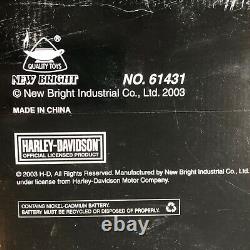 QUALITY TOYS
NEW BRIGHT
NO. 61431
© New Bright Industrial Co., Ltd. 2003
MADE IN CHINA
HARLEY-DAVIDSON
OFFICIAL LICENSED PRODUCT
© 2003 H-D, All Rights Reserved. Manufactured by New Bright Industrial Co., Ltd.
under license from Harley-Davidson Motor Company.
CONTAINS NICKEL-CADMIUM BATTERY.
BATTERY MUST BE RECYCLED OR DISPOSED OF PROPERLY.